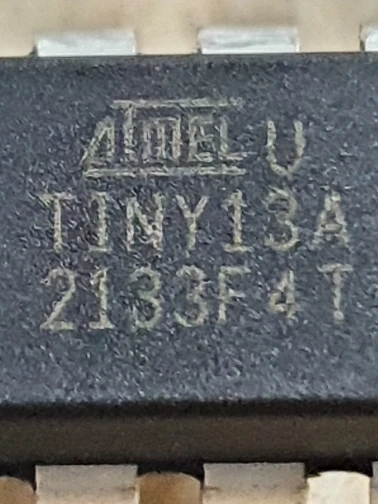 ATMEL U
TINY13A
2133F4T